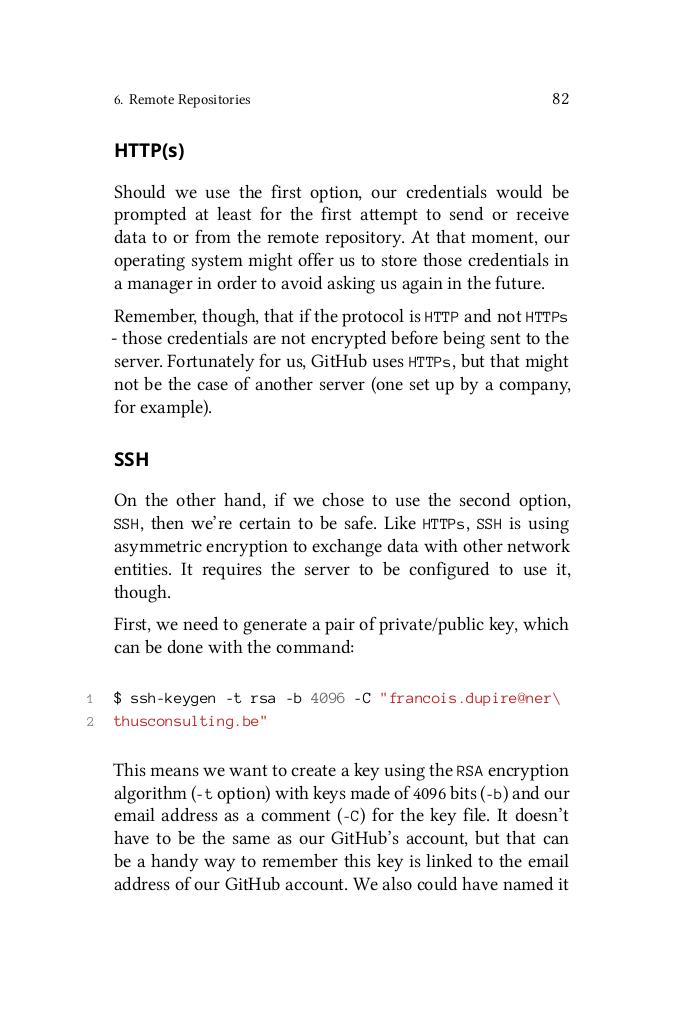 6. Remote Repositories 82
HTTP(s)
Should we use the first option, our credentials would be
prompted at least for the first attempt to send or receive
data to or from the remote repository. At that moment, our
operating system might offer us to store those credentials in
a manager in order to avoid asking us again in the future.
Remember, though, that if the protocol is HTTP and not HTTPs
- those credentials are not encrypted before being sent to the
server. Fortunately for us, GitHub uses HTTPs, but that might
not be the case of another server (one set up by a company,
for example).
SSH
On the other hand, if we chose to use the second option,
SSH, then we're certain to be safe. Like HTTPs, SSH is using
asymmetric encryption to exchange data with other network
entities. It requires the server to be configured to use it,
though.
First, we need to generate a pair of private/public key, which
can be done with the command:
1 $ ssh-keygen -t rsa -b 4096 -C "francois.dupire@ner\
2 thusconsulting.be"
This means we want to create a key using the RSA encryption
algorithm (-t option) with keys made of 4096 bits (-b) and our
email address as a comment (-C) for the key file. It doesn't
have to be the same as our GitHub's account, but that can
be a handy way to remember this key is linked to the email
address of our GitHub account. We also could have named it